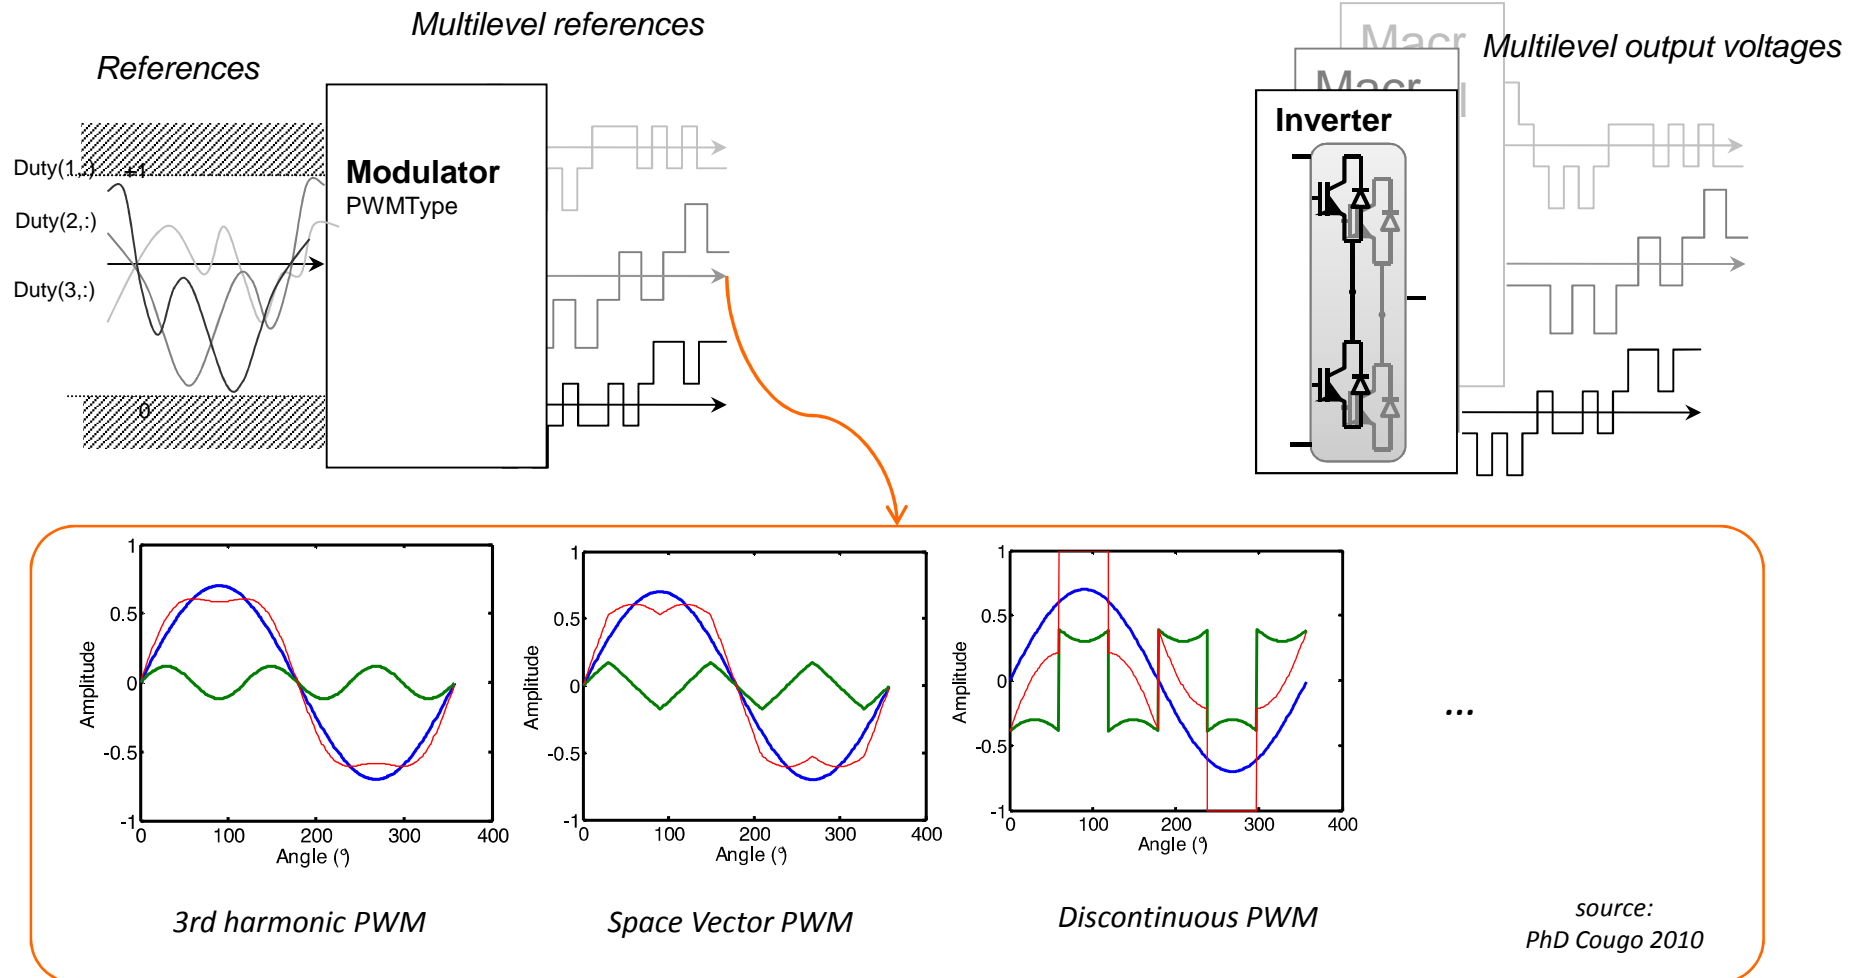 Multilevel references
References
Multilevel output voltages
Macr
Macr
Inverter
Duty(1,:)
+1
Duty(2,:)
Duty(3,:)
0
Modulator
PWMType
1
0.5
0
-0.5
-1
0
100
200
300
400
Amplitude
Angle (°)
3rd harmonic PWM
1
0.5
0
-0.5
-1
0
100
200
300
400
Amplitude
Angle (°)
Space Vector PWM
1
0.5
0
-0.5
-1
0
100
200
300
400
Amplitude
Angle (°)
Discontinuous PWM
...
source:
PhD Cougo 2010